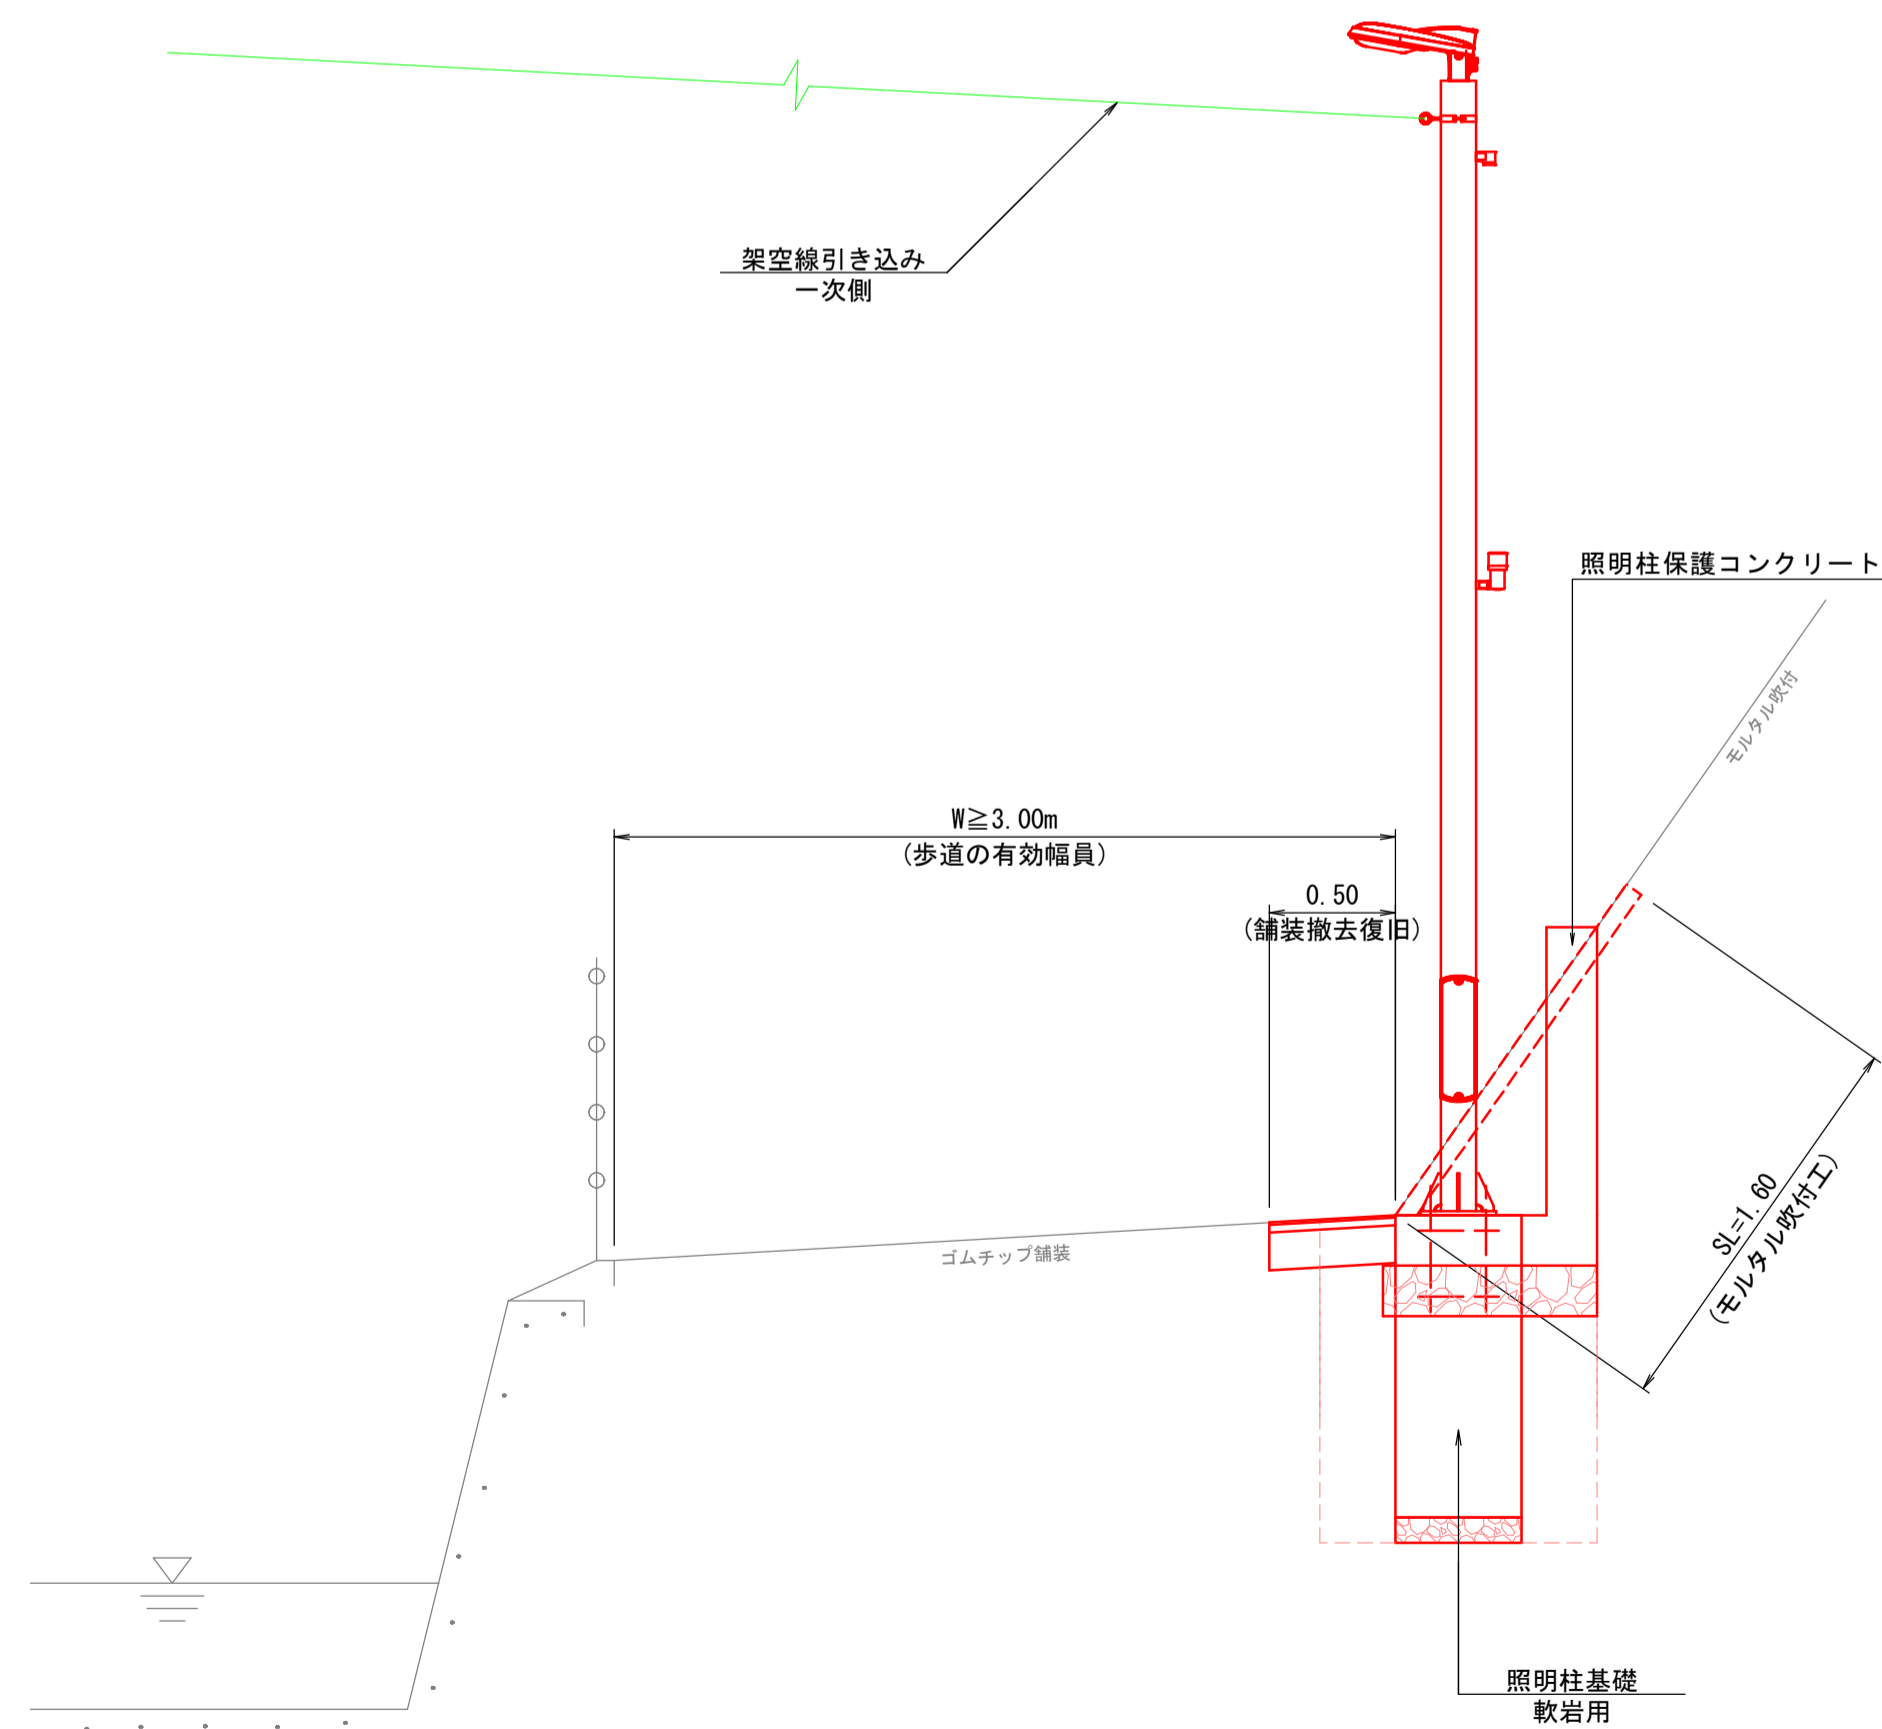 架空線引き込み
一次側
照明柱保護コンクリート
モルタル吹付
W≧3.00m
(歩道の有効幅員)
0.50
(舗装撤去復旧)
SL=1.60
(モルタル吹付工)
ゴムチップ舗装
照明柱基礎
軟岩用